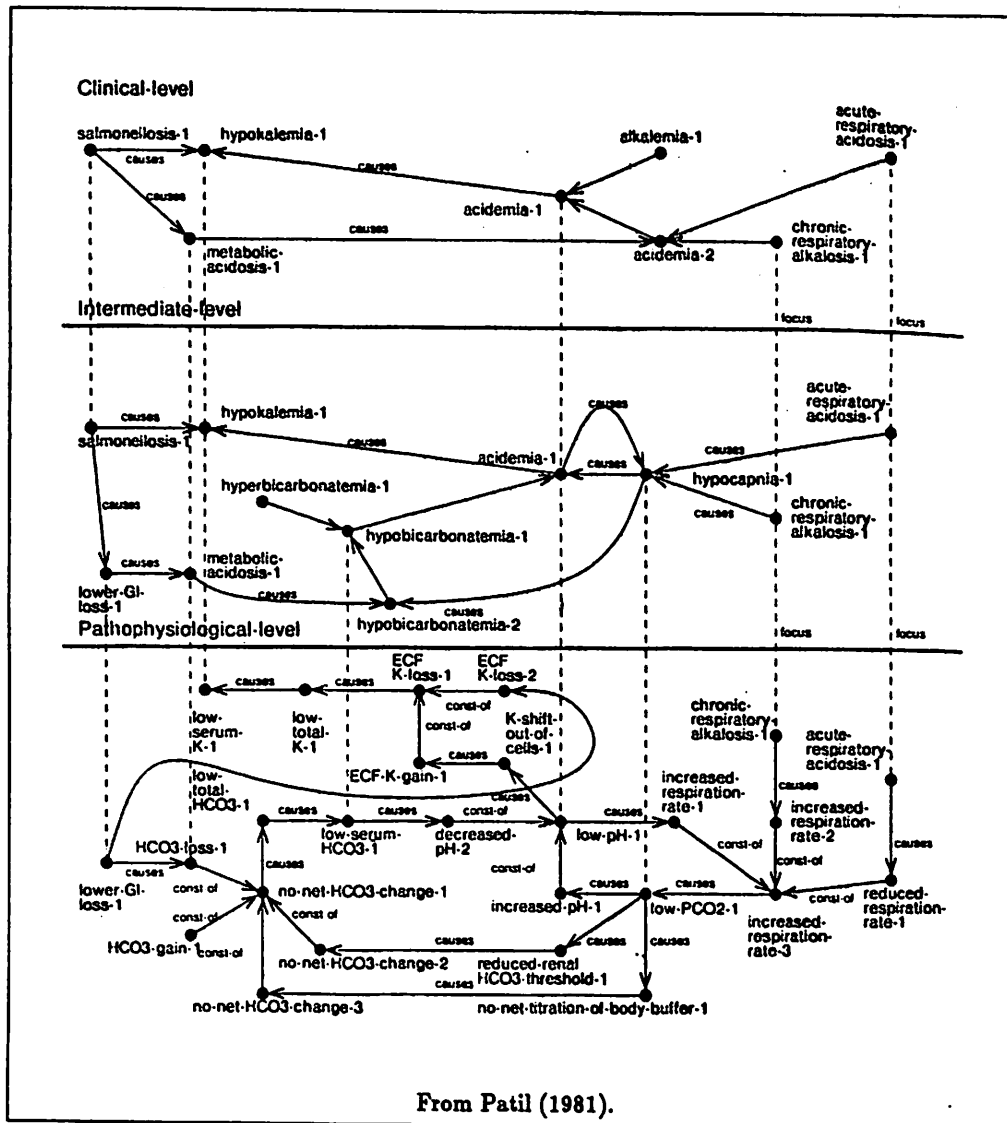 Clinical-level
salmonellosis-1
hypokalemia-1
alkalemia-1
acute-
respiratory-
acidosis-1
causes
causes
causes
acidemia-1
causes
metabolic-
acidosis-1
acidemia-2
chronic-
respiratory-
alkalosis-1
Intermediate-level
focus
focus
causes
hypokalemia-1
salmonellosis-1
causes
causes
acute-
respiratory-
acidosis-1
causes
acidemia-1
causes
hypocapnia-1
hyperbicarbonatemia-1
causes
causes
chronic-
respiratory-
alkalosis-1
hypobicarbonatemia-1
causes
metabolic-
acidosis-1
lower-GI-
loss-1
causes
causes
hypobicarbonatemia-2
Pathophysiological-level
focus
focus
ECF
K-loss-1
ECF
K-loss-2
causes
causes
const-of
low-
serum-
K-1
low-
total-
K-1
const-of
K-shift-
out-of-
cells-1
chronic-respiratory
alkalosis-1
acute-respiratory
acidosis-1
ECF-K-gain-1
causes
causes
low-
total-
HCO3-1
increased-
respiration-
rate-1
causes
causes
causes
const-of
causes
low-serum-
HCO3-1
decreased-
pH-2
low-pH-1
increased-
respiration-
rate-2
HCO3-loss-1
causes
const-of
const-of
const-of
causes
causes
lower-GI-
loss-1
const-of
no-net-HCO3-change-1
causes
increased-pH-1
causes
low-PCO2-1
const-of
reduced-
respiration-
rate-1
increased-
respiration-
rate-3
const-of
const-of
HCO3-gain-1
causes
causes
causes
no-net-HCO3-change-2
reduced-renal
HCO3-threshold-1
causes
no-net-HCO3-change-3
no-net-titration-of-body-buffer-1
From Patil (1981).